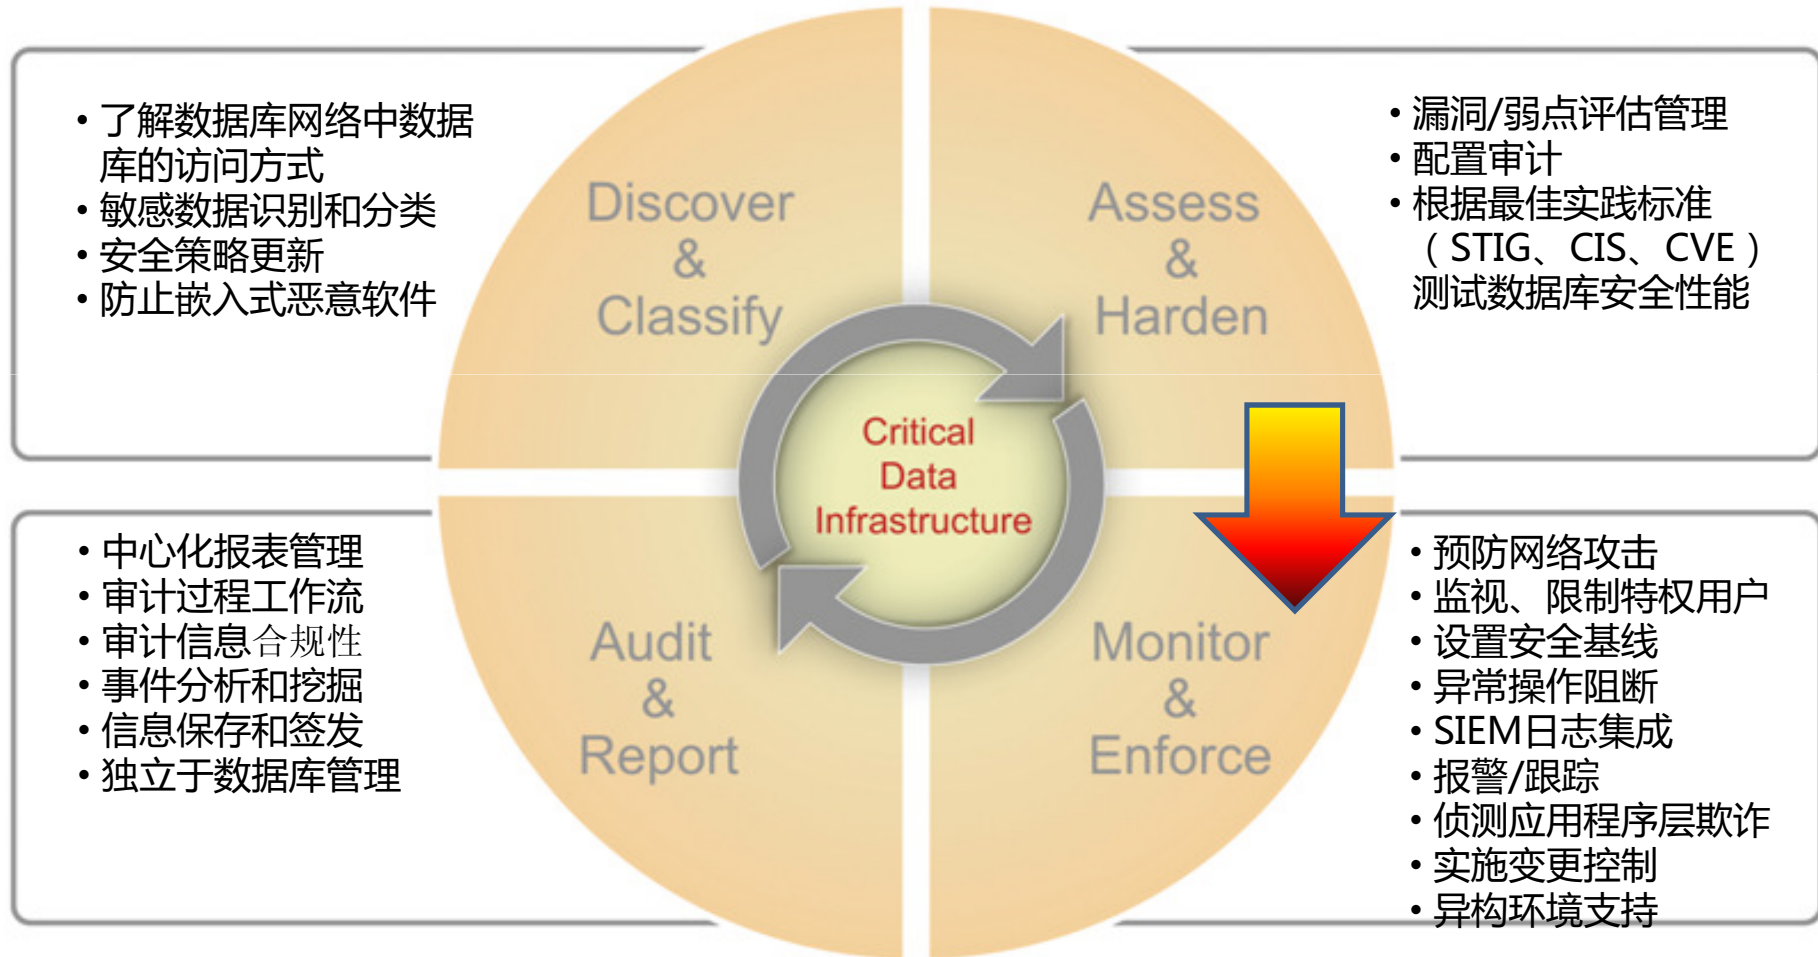 • 了解数据库网络中数据
库的访问方式
• 敏感数据识别和分类
• 安全策略更新
• 防止嵌入式恶意软件
Discover
&
Classify
Assess
&
Harden
• 漏洞/弱点评估管理
• 配置审计
• 根据最佳实践标准
（STIG、CIS、CVE）
测试数据库安全性能
Critical
Data
Infrastructure
• 中心化报表管理
• 审计过程工作流
• 审计信息合规性
• 事件分析和挖掘
• 信息保存和签发
• 独立于数据库管理
Audit
&
Report
Monitor
&
Enforce
• 预防网络攻击
• 监视、限制特权用户
• 设置安全基线
• 异常操作阻断
• SIEM日志集成
• 报警/跟踪
• 侦测应用程序层欺诈
• 实施变更控制
• 异构环境支持